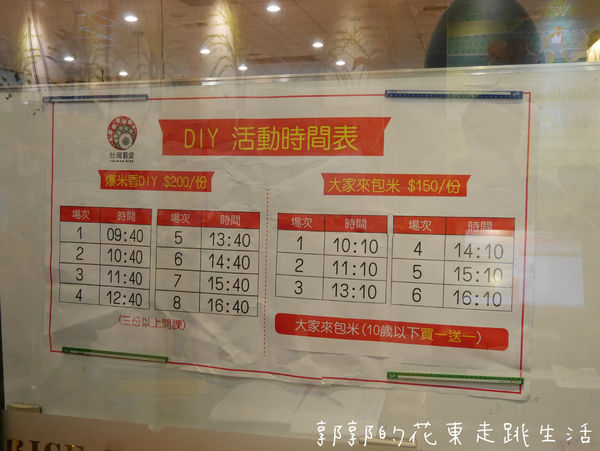 DIY 活動時間表
台灣穀堡
TAIWAN RICE
爆米香DIY $200/份
場次 時間 場次 時間
1 09:40 5 13:40
2 10:40 6 14:40
3 11:40 7 15:40
4 12:40 8 16:40
(三份以上開課)
大家來包米 $150/份
場次 時間 場次 時間
1 10:10 4 14:10
2 11:10 5 15:10
3 13:10 6 16:10
大家來包米(10歲以下買一送一)
RICE
郭郭的花東走跳生活